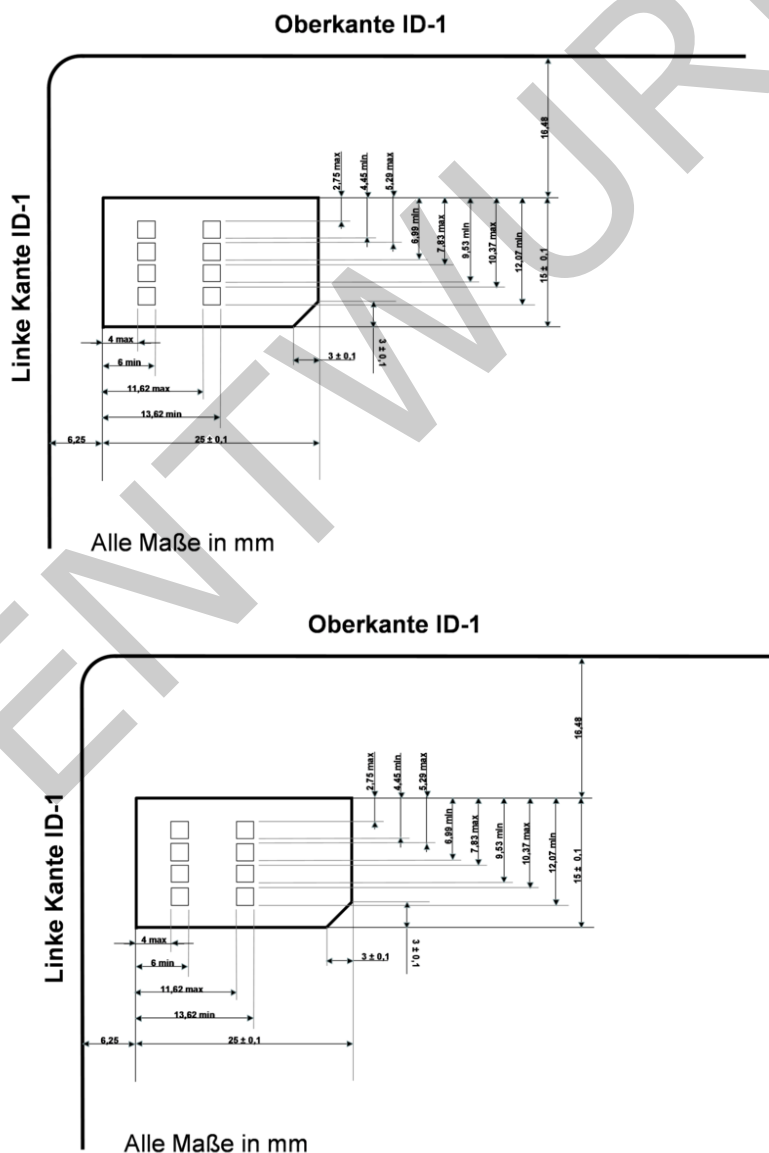 Oberkante ID-1
16,48
2,75 max
4,45 min.
5,29 max
6,99 min
7,83 max
9,53 min
10,37 max
12,07 min
15 ± 0,1
Linke Kante ID-1
4 max
3 ± 0,1
3 ± 0,1
6 min
11,62 max
13,62 min
6,25
25 ± 0,1
Alle Maße in mm
ENTWURF
Oberkante ID-1
16,48
2,75 max
4,45 min.
5,29 max
6,99 min
7,83 max
9,53 min
10,37 max
12,07 min
15 ± 0,1
Linke Kante ID-1
4 max
3 ± 0,1
3 ± 0,1
6 min
11,62 max
13,62 min
6,25
25 ± 0,1
Alle Maße in mm